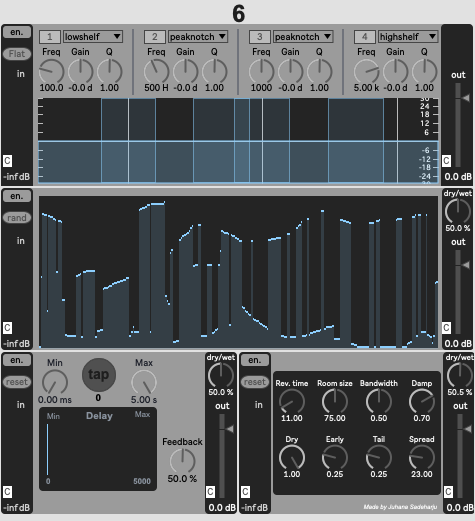 6
en. 1 lowshelf 2 peaknotch 3 peaknotch 4 highshelf
Flat Freq Gain Q Freq Gain Q Freq Gain Q Freq Gain Q
in out
100.0 -0.0 d 1.00 500 H -0.0 d 1.00 1000 -0.0 d 1.00 5.00 k -0.0 d 1.00
30
24
18
12
6
-6
-12
-18
-24
C C
-inf dB 0.0 dB
en. dry/wet
rand
50.0 %
in out
C C
-inf dB 0.0 dB
en. Min Max dry/wet
reset tap
0.00 ms 0 5.00 s 50.0 %
in out
Min Delay Max
Feedback
0 5000 50.0 %
C C
-inf dB 0.0 dB
en. dry/wet
reset Rev. time Room size Bandwidth Damp
50.5 %
in out
11.00 75.00 0.50 0.70
Dry Early Tail Spread
1.00 0.25 0.25 23.00
C C
-inf dB Made by Juhana Sadeharju 0.0 dB